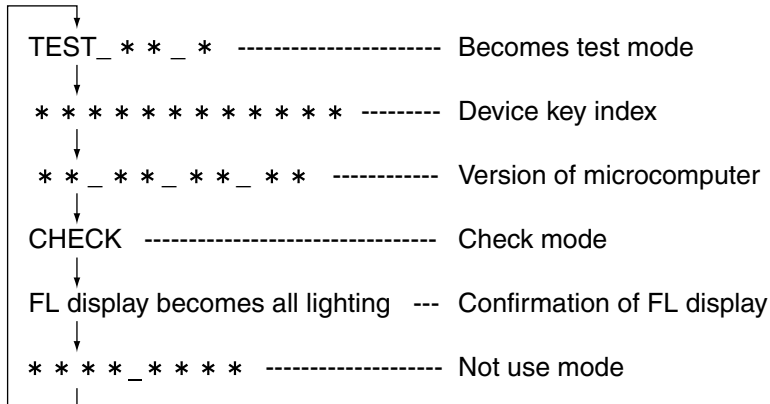 TEST_ * * _ * ----------------------- Becomes test mode
* * * * * * * * * * * * --------- Device key index
* * _ * * _ * * _ * * ------------ Version of microcomputer
CHECK --------------------------------- Check mode
FL display becomes all lighting --- Confirmation of FL display
* * * * _ * * * * -------------------- Not use mode